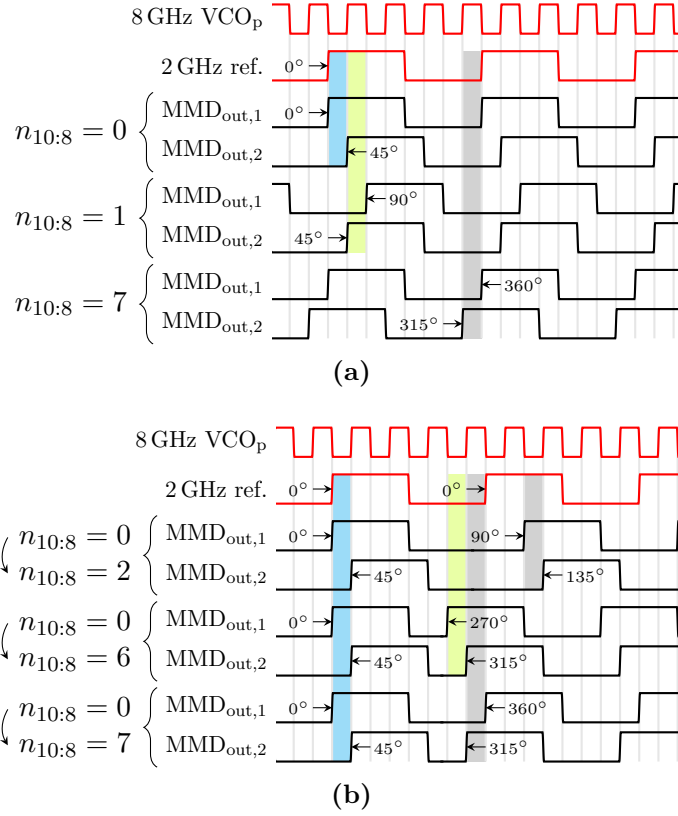 8 GHz VCOp
2 GHz ref. 0°
n10:8 = 0 { MMDout,1 0°
MMDout,2 45°
n10:8 = 1 { MMDout,1 90°
MMDout,2 45°
n10:8 = 7 { MMDout,1 360°
MMDout,2 315°
(a)
8 GHz VCOp
2 GHz ref. 0° 0°
n10:8 = 0 { MMDout,1 0° 90°
n10:8 = 2 MMDout,2 45° 135°
n10:8 = 0 { MMDout,1 0° 270°
n10:8 = 6 MMDout,2 45° 315°
n10:8 = 0 { MMDout,1 0° 360°
n10:8 = 7 MMDout,2 45° 315°
(b)